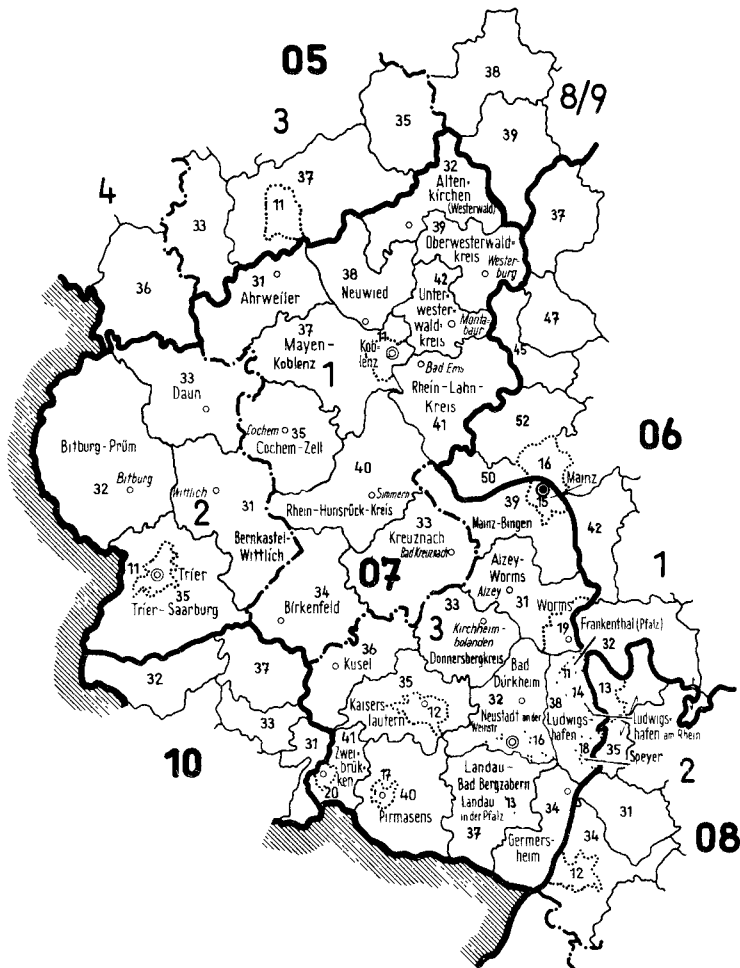 05
38
8/9
35
3
39
32
Alten-
kirchen
(Westerwald)
37
4
11
33
37
39
Oberwesterwald-
kreis
Wester-
burg
36
31
Ahrweiler
38
Neuwied
42
Unter-
wester-
wald-
kreis
Monta-
baur
47
37
Mayen-
Koblenz
11
Kob-
lenz
45
1
Bad Ems
Rhein-Lahn-
Kreis
41
33
Daun
Cochem
35
Cochem-Zell
52
06
Bitburg-Prüm
Bitburg
32
Wittlich
2
31
Bernkastel-
Wittlich
40
Simmern
Rhein-Hunsrück-Kreis
50
16
Mainz
15
39
Mainz-Bingen
42
33
Kreuznach
Bad Kreuznach
1
11
Trier
35
Trier-Saarburg
34
Birkenfeld
07
Alzey-
Worms
Alzey
31
Worms
19
33
3
Kirchheim-
bolanden
Donnersbergkreis
Frankenthal (Pfalz)
32
11
36
Kusel
Bad
Dürkheim
32
Neustadt an der
Weinstr
16
13
14
38
Ludwigs-
hafen
Ludwigs-
hafen am Rhein
35
18
Speyer
2
32
37
33
31
10
35
Kaisers-
lautern
12
41
Zwei-
brük-
ken
20
17
40
Pirmasens
Landau-
Bad Bergzabern
Landau
in der Pfalz
13
37
34
Germers-
heim
31
34
12
08